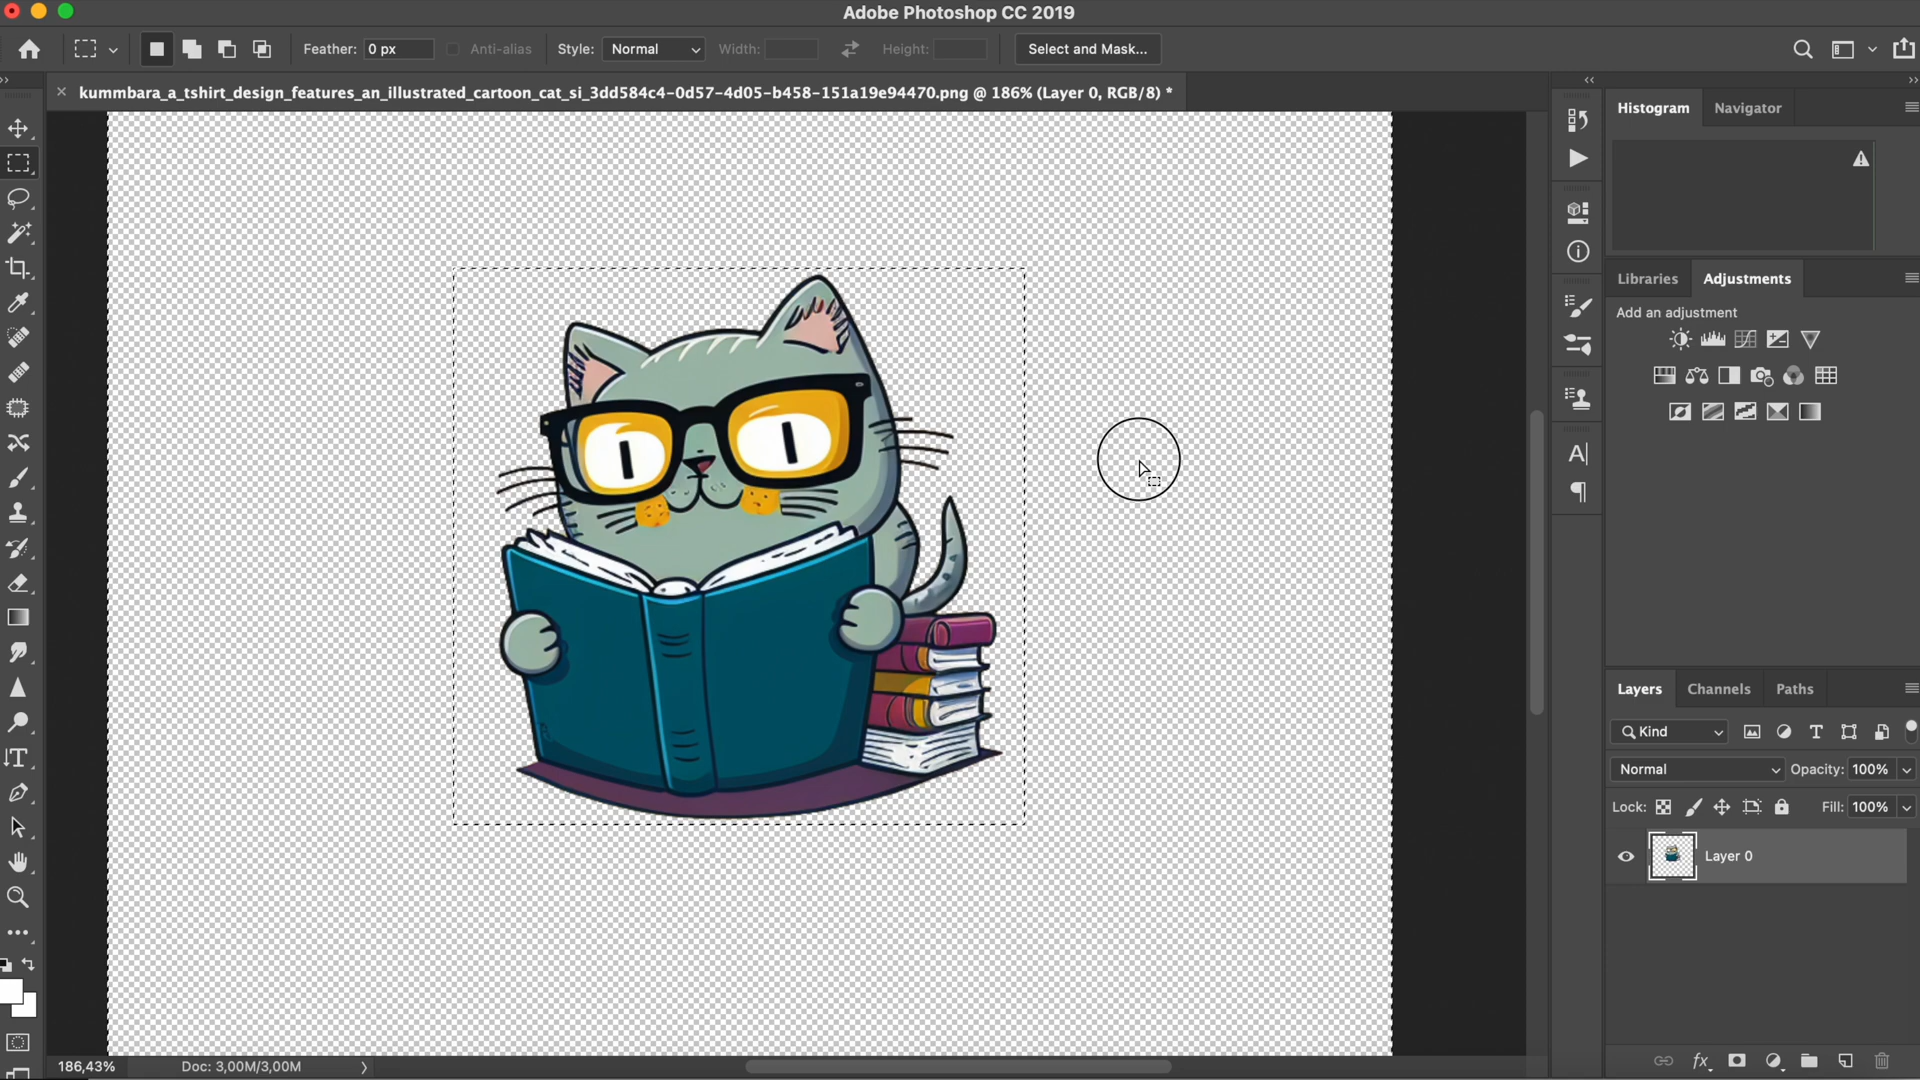 Adobe Photoshop CC 2019
Feather: 0 px Anti-alias Style: Normal Width: Height: Select and Mask...
kummbara_a_tshirt_design_features_an_illustrated_cartoon_cat_si_3dd584c4-0d57-4d05-b458-151a19e94470.png @ 186% (Layer 0, RGB/8) *
Histogram Navigator
Libraries Adjustments
Add an adjustment
Layers Channels Paths
Kind
Normal Opacity: 100%
Lock: Fill: 100%
Layer 0
186,43% Doc: 3,00M/3,00M